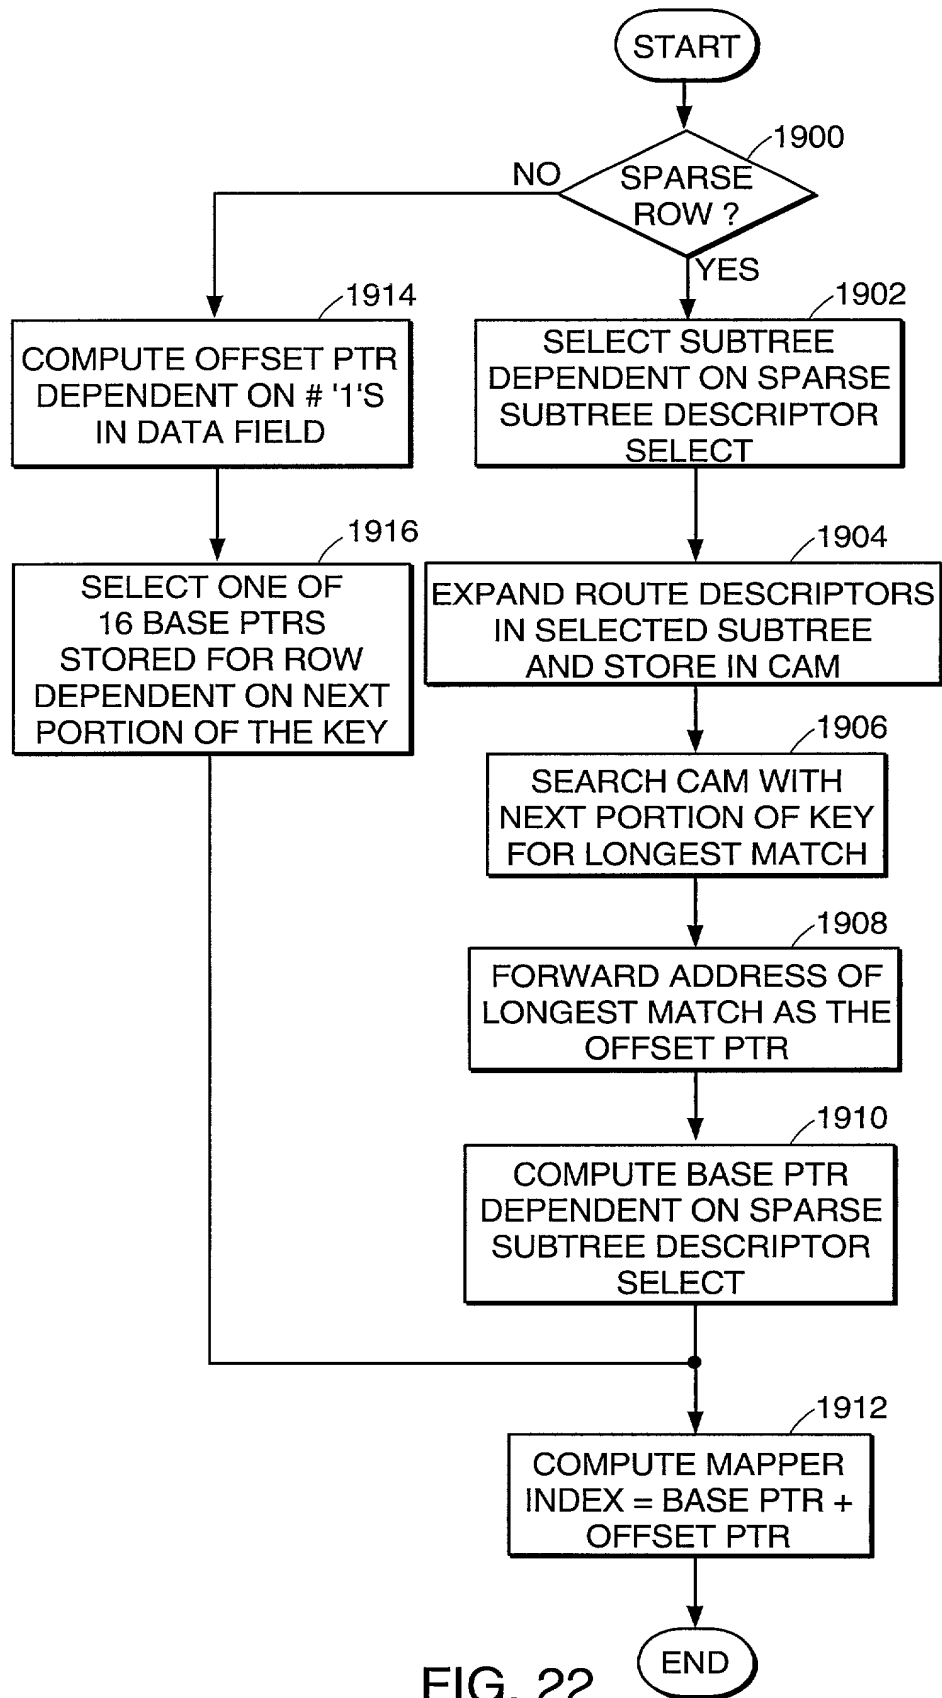 START
1900
SPARSE
ROW ?
NO
YES
1914
COMPUTE OFFSET PTR
DEPENDENT ON # '1'S
IN DATA FIELD
1916
SELECT ONE OF
16 BASE PTRS
STORED FOR ROW
DEPENDENT ON NEXT
PORTION OF THE KEY
1902
SELECT SUBTREE
DEPENDENT ON SPARSE
SUBTREE DESCRIPTOR
SELECT
1904
EXPAND ROUTE DESCRIPTORS
IN SELECTED SUBTREE
AND STORE IN CAM
1906
SEARCH CAM WITH
NEXT PORTION OF KEY
FOR LONGEST MATCH
1908
FORWARD ADDRESS OF
LONGEST MATCH AS THE
OFFSET PTR
1910
COMPUTE BASE PTR
DEPENDENT ON SPARSE
SUBTREE DESCRIPTOR
SELECT
1912
COMPUTE MAPPER
INDEX = BASE PTR +
OFFSET PTR
END
FIG. 22